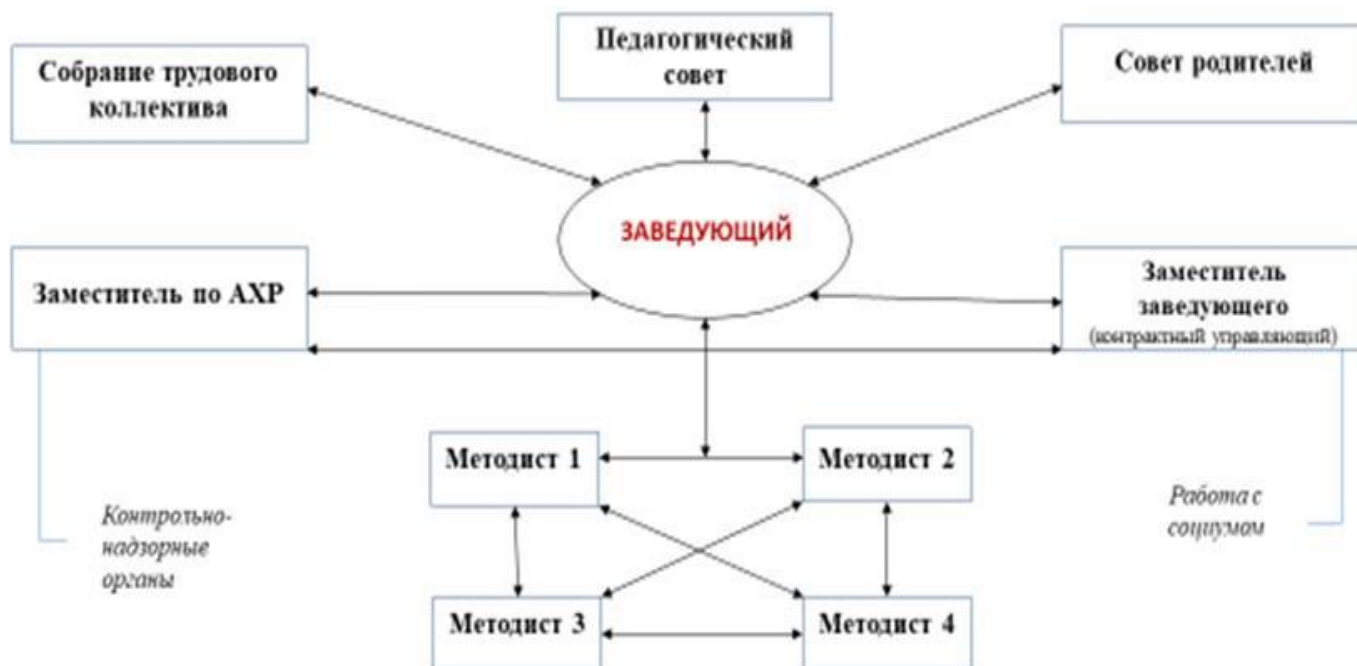 Педагогический
совет
Собрание трудового
коллектива
Совет родителей
ЗАВЕДУЮЩИЙ
Заместитель по АХР
Заместитель
заведующего
(контрактный управляющий)
Методист 1
Методист 2
Контрольно-
надзорные
органы
Работа с
социумом
Методист 3
Методист 4